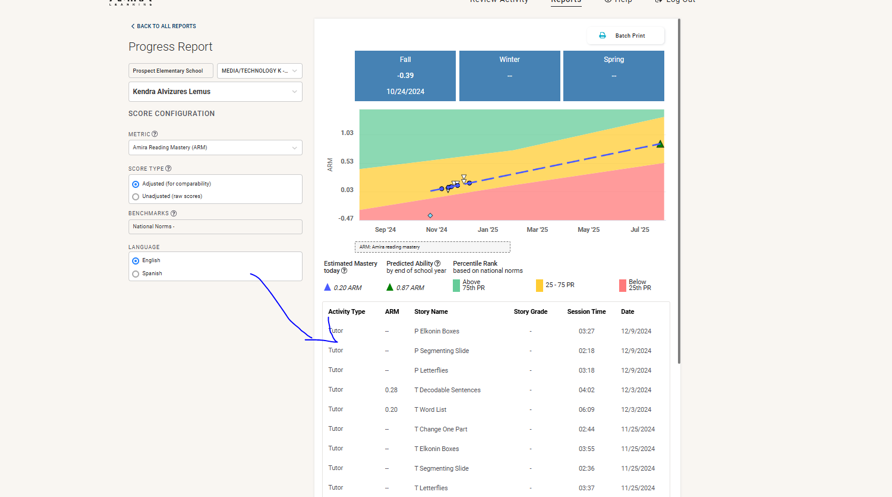 Review Activity Reports Help Log Out
BACK TO ALL REPORTS
Progress Report
Prospect Elementary School MEDIA/TECHNOLOGY K -...
Kendra Alvizures Lemus
SCORE CONFIGURATION
METRIC
Amira Reading Mastery (ARM)
SCORE TYPE
Adjusted (for comparability)
Unadjusted (raw scores)
BENCHMARKS
National Norms -
LANGUAGE
English
Spanish
Batch Print
Fall Winter Spring
-0.39 -- --
10/24/2024
ARM
1.03
0.53
0.03
-0.47
Sep '24 Nov '24 Jan '25 Mar '25 May '25 Jul '25
ARM: Amira reading mastery
Estimated Mastery today
0.20 ARM
Predicted Ability by end of school year
0.87 ARM
Percentile Rank
based on national norms
Above 75th PR
25 - 75 PR
Below 25th PR
Activity Type ARM Story Name Story Grade Session Time Date
Tutor -- P Elkonin Boxes - 03:27 12/9/2024
Tutor -- P Segmenting Slide - 02:18 12/9/2024
Tutor -- P Letterflies - 03:18 12/9/2024
Tutor 0.28 T Decodable Sentences - 04:02 12/3/2024
Tutor 0.20 T Word List - 06:09 12/3/2024
Tutor -- T Change One Part - 02:44 11/25/2024
Tutor -- T Elkonin Boxes - 03:55 11/25/2024
Tutor -- T Segmenting Slide - 02:36 11/25/2024
Tutor -- T Letterflies - 03:37 11/25/2024